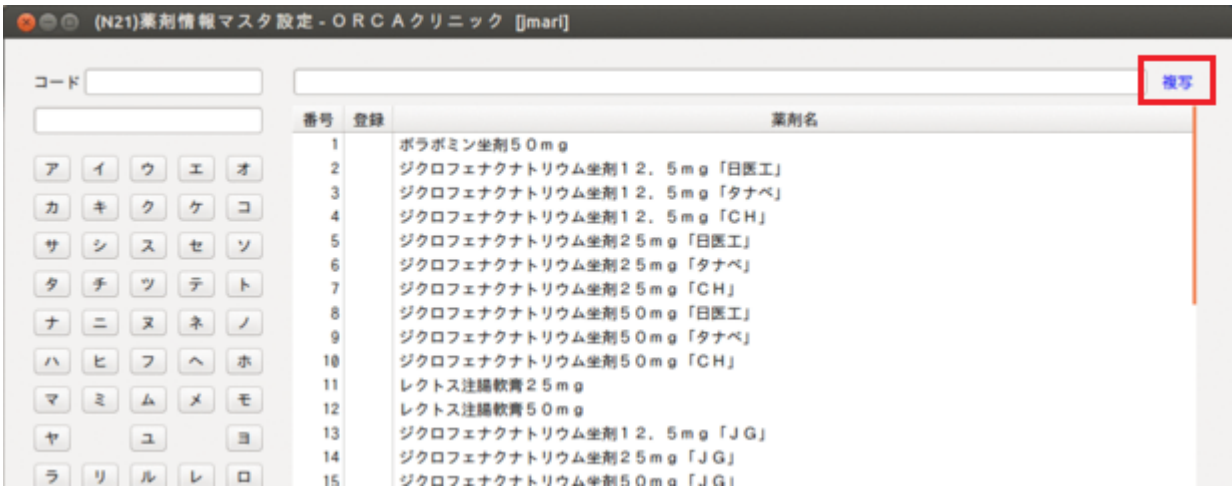 (N21)薬剤情報マスタ設定-ORCAクリニック [jmari]
コード
複写
番号 登録 薬剤名
ア イ ウ エ オ
カ キ ク ケ コ
サ シ ス セ ソ
タ チ ツ テ ト
ナ ニ ヌ ネ ノ
ハ ヒ フ ヘ ホ
マ ミ ム メ モ
ヤ ユ ヨ
ラ リ ル レ ロ
1 ボラボミン坐剤50mg
2 ジクロフェナクナトリウム坐剤12.5mg「日医工」
3 ジクロフェナクナトリウム坐剤12.5mg「タナベ」
4 ジクロフェナクナトリウム坐剤12.5mg「CH」
5 ジクロフェナクナトリウム坐剤25mg「日医工」
6 ジクロフェナクナトリウム坐剤25mg「タナベ」
7 ジクロフェナクナトリウム坐剤25mg「CH」
8 ジクロフェナクナトリウム坐剤50mg「日医工」
9 ジクロフェナクナトリウム坐剤50mg「タナベ」
10 ジクロフェナクナトリウム坐剤50mg「CH」
11 レクトス注腸軟膏25mg
12 レクトス注腸軟膏50mg
13 ジクロフェナクナトリウム坐剤12.5mg「JG」
14 ジクロフェナクナトリウム坐剤25mg「JG」
15 ジクロフェナクナトリウム坐剤50mg「JG」